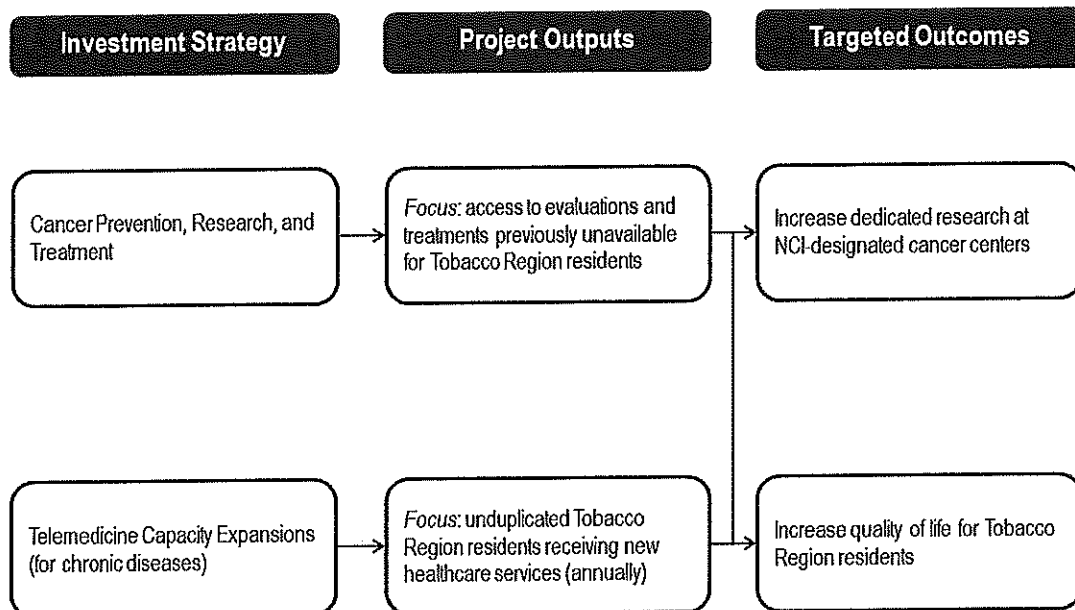 Investment Strategy
Project Outputs
Targeted Outcomes
Cancer Prevention, Research, and
Treatment
Focus: access to evaluations and
treatments previously unavailable
for Tobacco Region residents
Increase dedicated research at
NCI-designated cancer centers
Telemedicine Capacity Expansions
(for chronic diseases)
Focus: unduplicated Tobacco
Region residents receiving new
healthcare services (annually)
Increase quality of life for Tobacco
Region residents